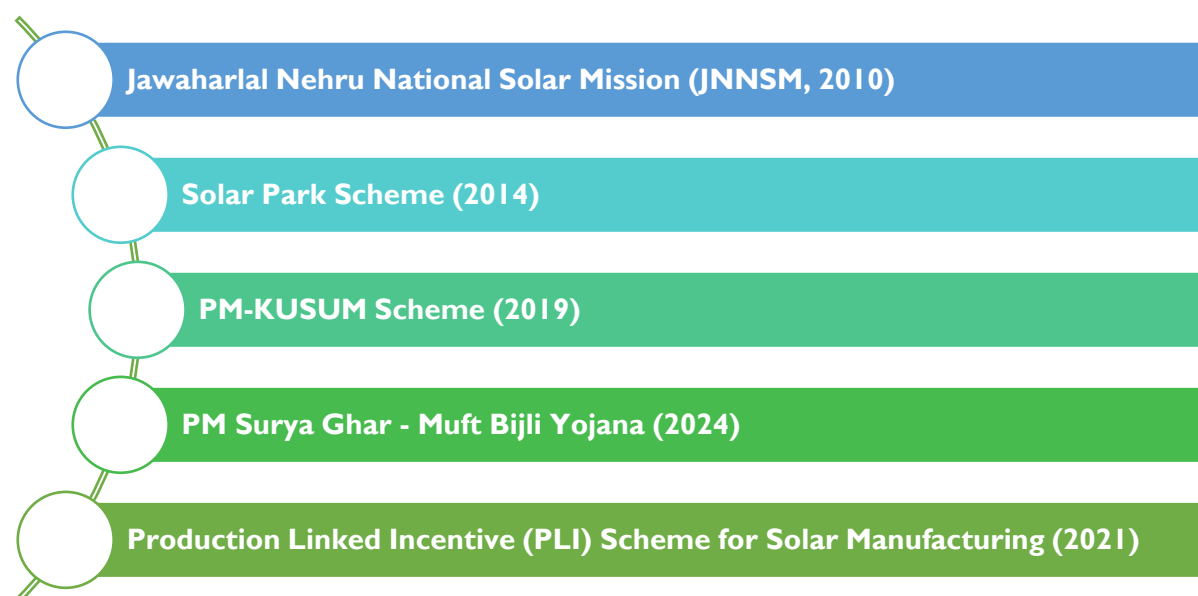 Jawaharlal Nehru National Solar Mission (JNNSM, 2010)
Solar Park Scheme (2014)
PM-KUSUM Scheme (2019)
PM Surya Ghar - Muft Bijli Yojana (2024)
Production Linked Incentive (PLI) Scheme for Solar Manufacturing (2021)